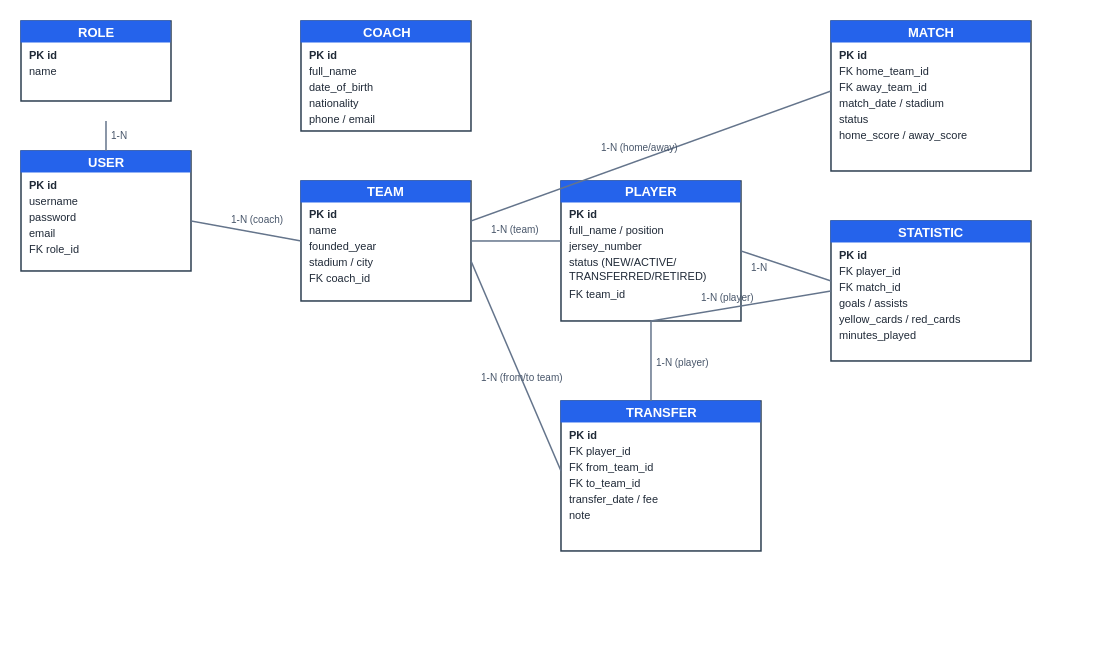 ROLE
PK id
name
COACH
PK id
full_name
date_of_birth
nationality
phone / email
MATCH
PK id
FK home_team_id
FK away_team_id
match_date / stadium
status
home_score / away_score
1-N
1-N (home/away)
USER
PK id
username
password
email
FK role_id
1-N (coach)
TEAM
PK id
name
founded_year
stadium / city
FK coach_id
1-N (team)
PLAYER
PK id
full_name / position
jersey_number
status (NEW/ACTIVE/
TRANSFERRED/RETIRED)
FK team_id
1-N
1-N (player)
STATISTIC
PK id
FK player_id
FK match_id
goals / assists
yellow_cards / red_cards
minutes_played
1-N (player)
1-N (from/to team)
TRANSFER
PK id
FK player_id
FK from_team_id
FK to_team_id
transfer_date / fee
note